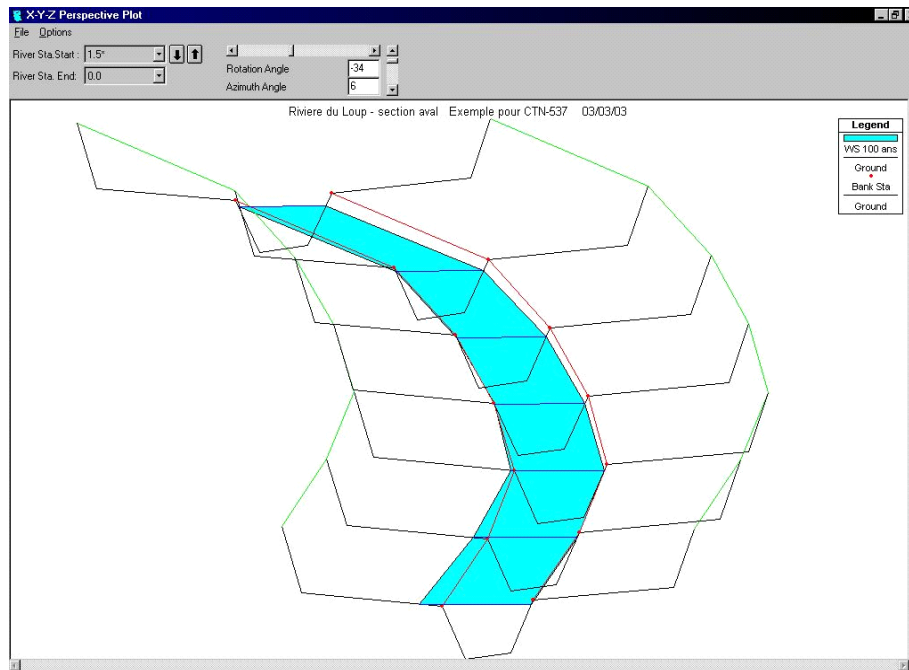 X-Y-Z Perspective Plot
File Options
River Sta.Start : 1.5*
River Sta. End: 0.0
Rotation Angle -34
Azimuth Angle 6
Riviere du Loup - section aval Exemple pour CTN-537 03/03/03
Legend
WS 100 ans
Ground
Bank Sta
Ground